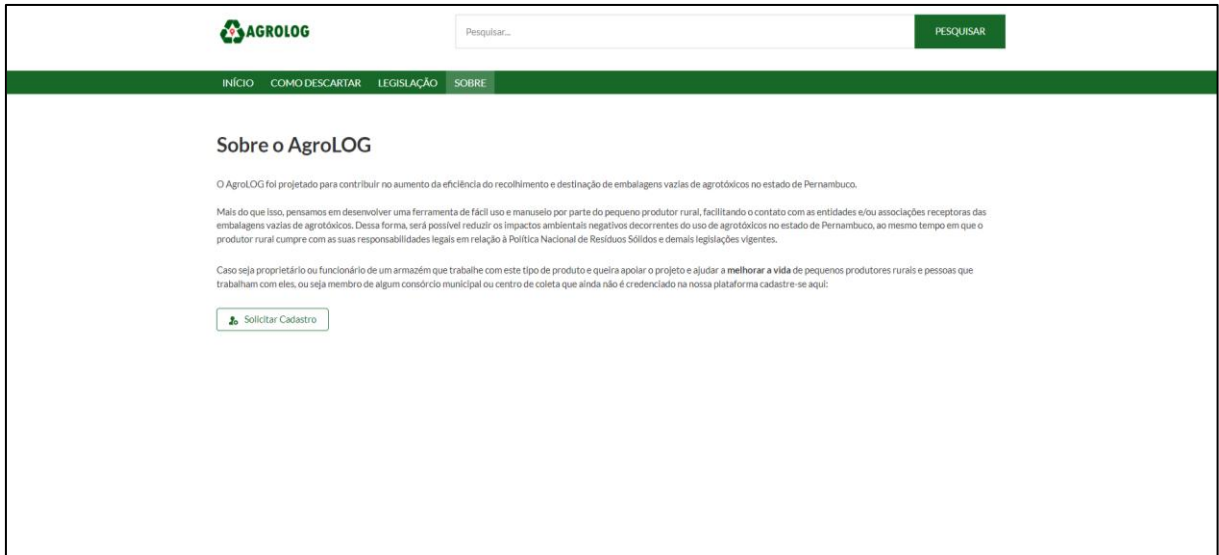 AGROLOG
Pesquisar...
PESQUISAR
INÍCIO COMO DESCARTAR LEGISLAÇÃO SOBRE
Sobre o AgroLOG
O AgroLOG foi projetado para contribuir no aumento da eficiência do recolhimento e destinação de embalagens vazias de agrotóxicos no estado de Pernambuco.
Mais do que isso, pensamos em desenvolver uma ferramenta de fácil uso e manuseio por parte do pequeno produtor rural, facilitando o contato com as entidades e/ou associações receptoras das
embalagens vazias de agrotóxicos. Dessa forma, será possível reduzir os impactos ambientais negativos decorrentes do uso de agrotóxicos no estado de Pernambuco, ao mesmo tempo em que o
produtor rural cumpre com as suas responsabilidades legais em relação à Política Nacional de Resíduos Sólidos e demais legislações vigentes.
Caso seja proprietário ou funcionário de um armazém que trabalhe com este tipo de produto e queira apoiar o projeto e ajudar a melhorar a vida de pequenos produtores rurais e pessoas que
trabalham com eles, ou seja membro de algum consórcio municipal ou centro de coleta que ainda não é credenciado na nossa plataforma cadastre-se aqui:
Solicitar Cadastro